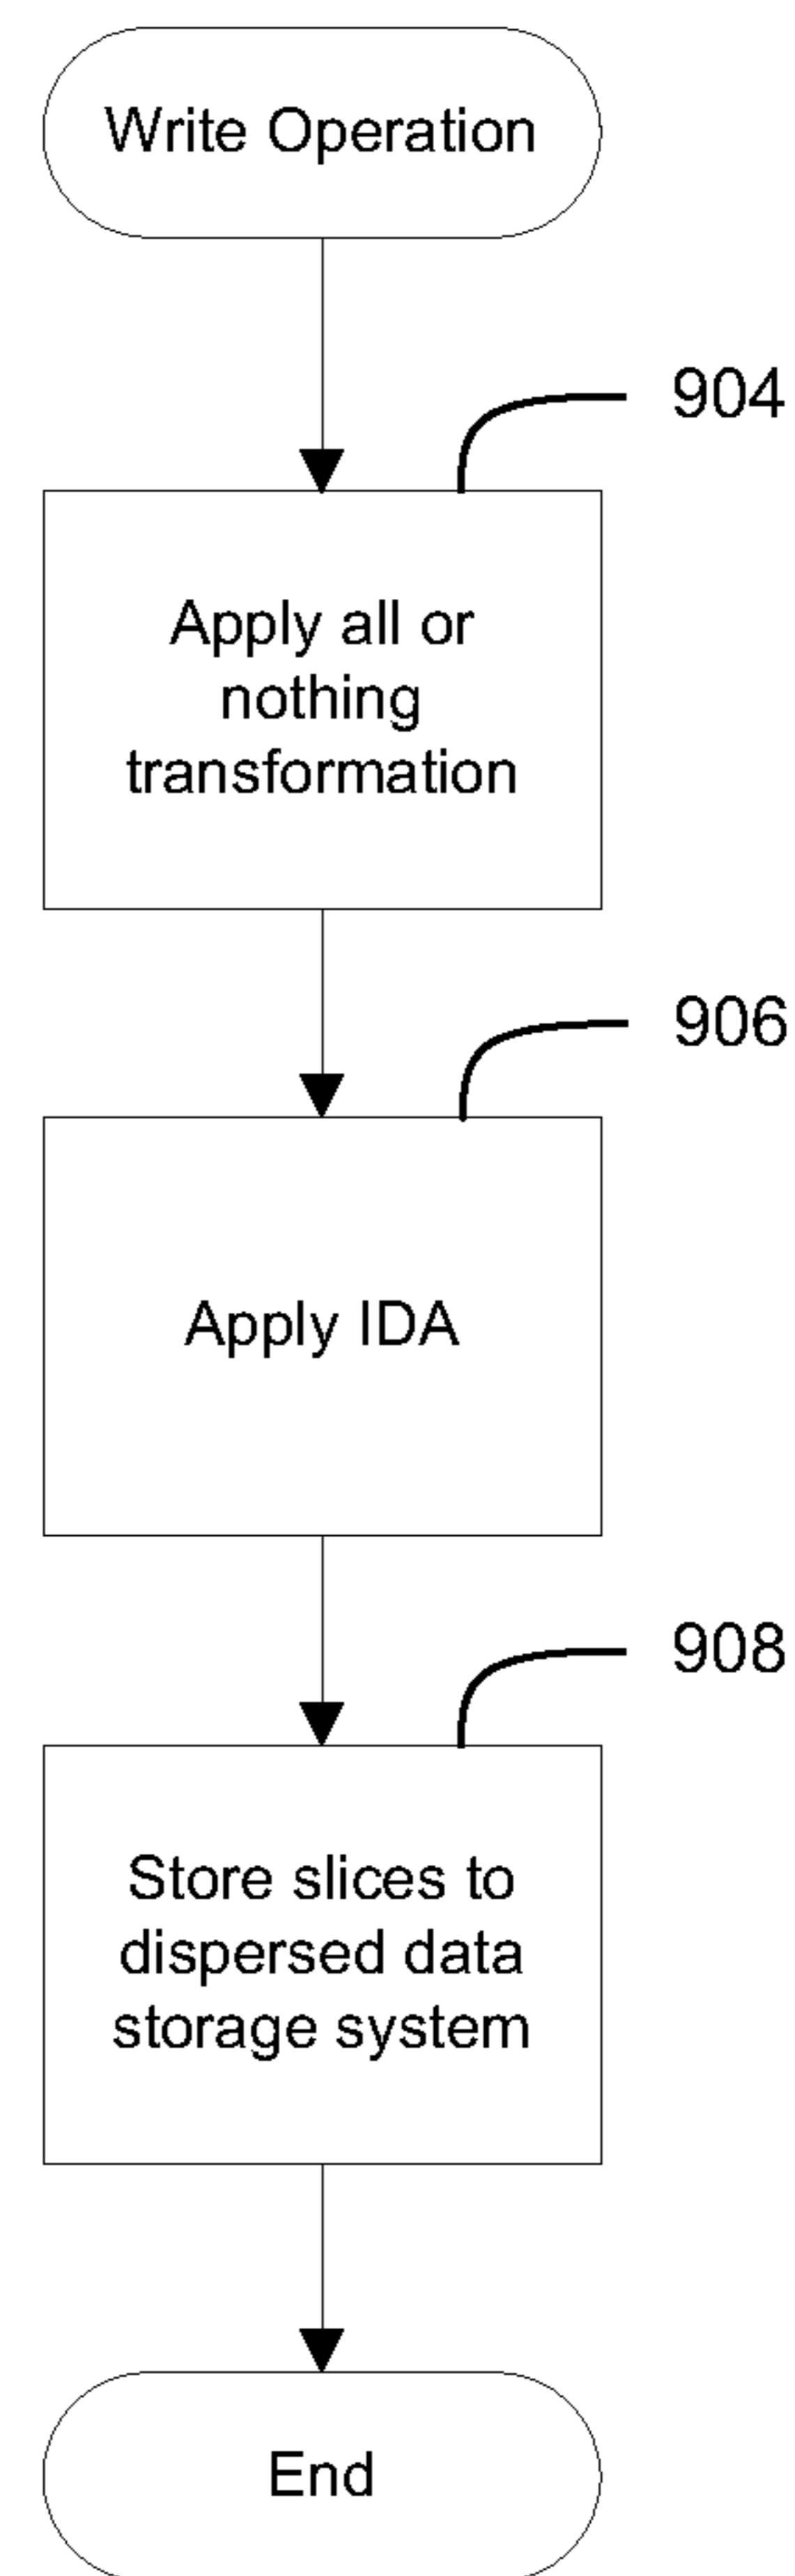 Write Operation
904
Apply all or
nothing
transformation
906
Apply IDA
908
Store slices to
dispersed data
storage system
End